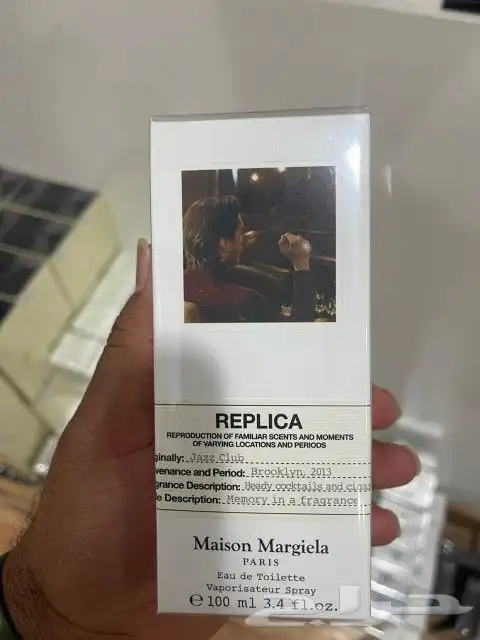 REPLICA
REPRODUCTION OF FAMILIAR SCENTS AND MOMENTS
OF VARYING LOCATIONS AND PERIODS
ginally: Jazz Club
venance and Period: Brooklyn, 2013
grance Description: Heady cocktails and cigar
e Description: Memory in a fragrance
Maison Margiela
PARIS
Eau de Toilette
Vaporisateur Spray
℮ 100 ml 3.4 fl.oz.
حراج